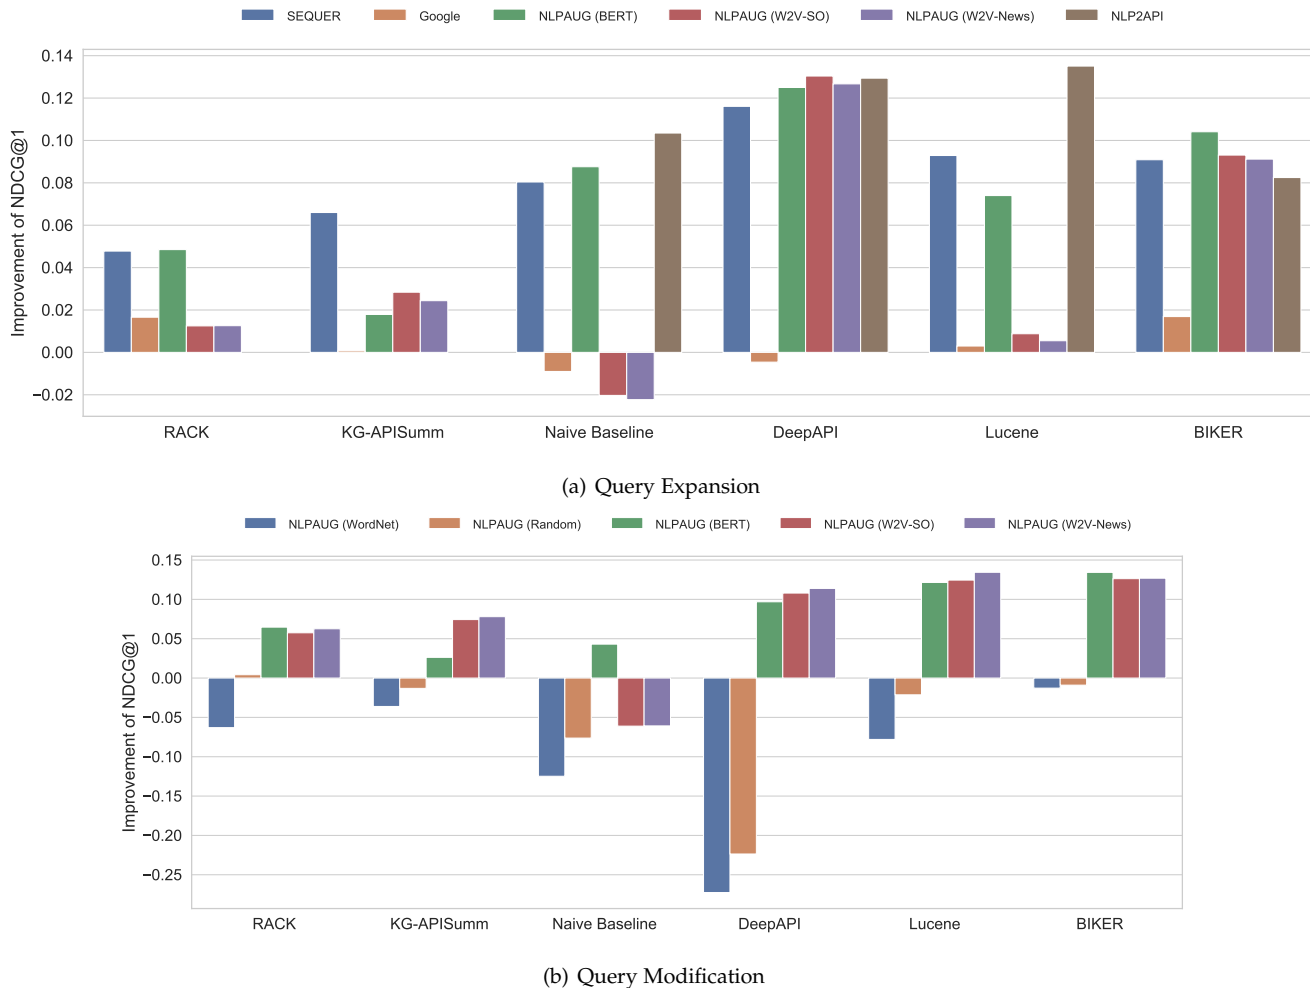 SEQUER Google NLPAUG (BERT) NLPAUG (W2V-SO) NLPAUG (W2V-News) NLP2API
Improvement of NDCG@1
0.14
0.12
0.10
0.08
0.06
0.04
0.02
0.00
−0.02
RACK KG-APISumm Naive Baseline DeepAPI Lucene BIKER
(a) Query Expansion
NLPAUG (WordNet) NLPAUG (Random) NLPAUG (BERT) NLPAUG (W2V-SO) NLPAUG (W2V-News)
Improvement of NDCG@1
0.15
0.10
0.05
0.00
−0.05
−0.10
−0.15
−0.20
−0.25
RACK KG-APISumm Naive Baseline DeepAPI Lucene BIKER
(b) Query Modification